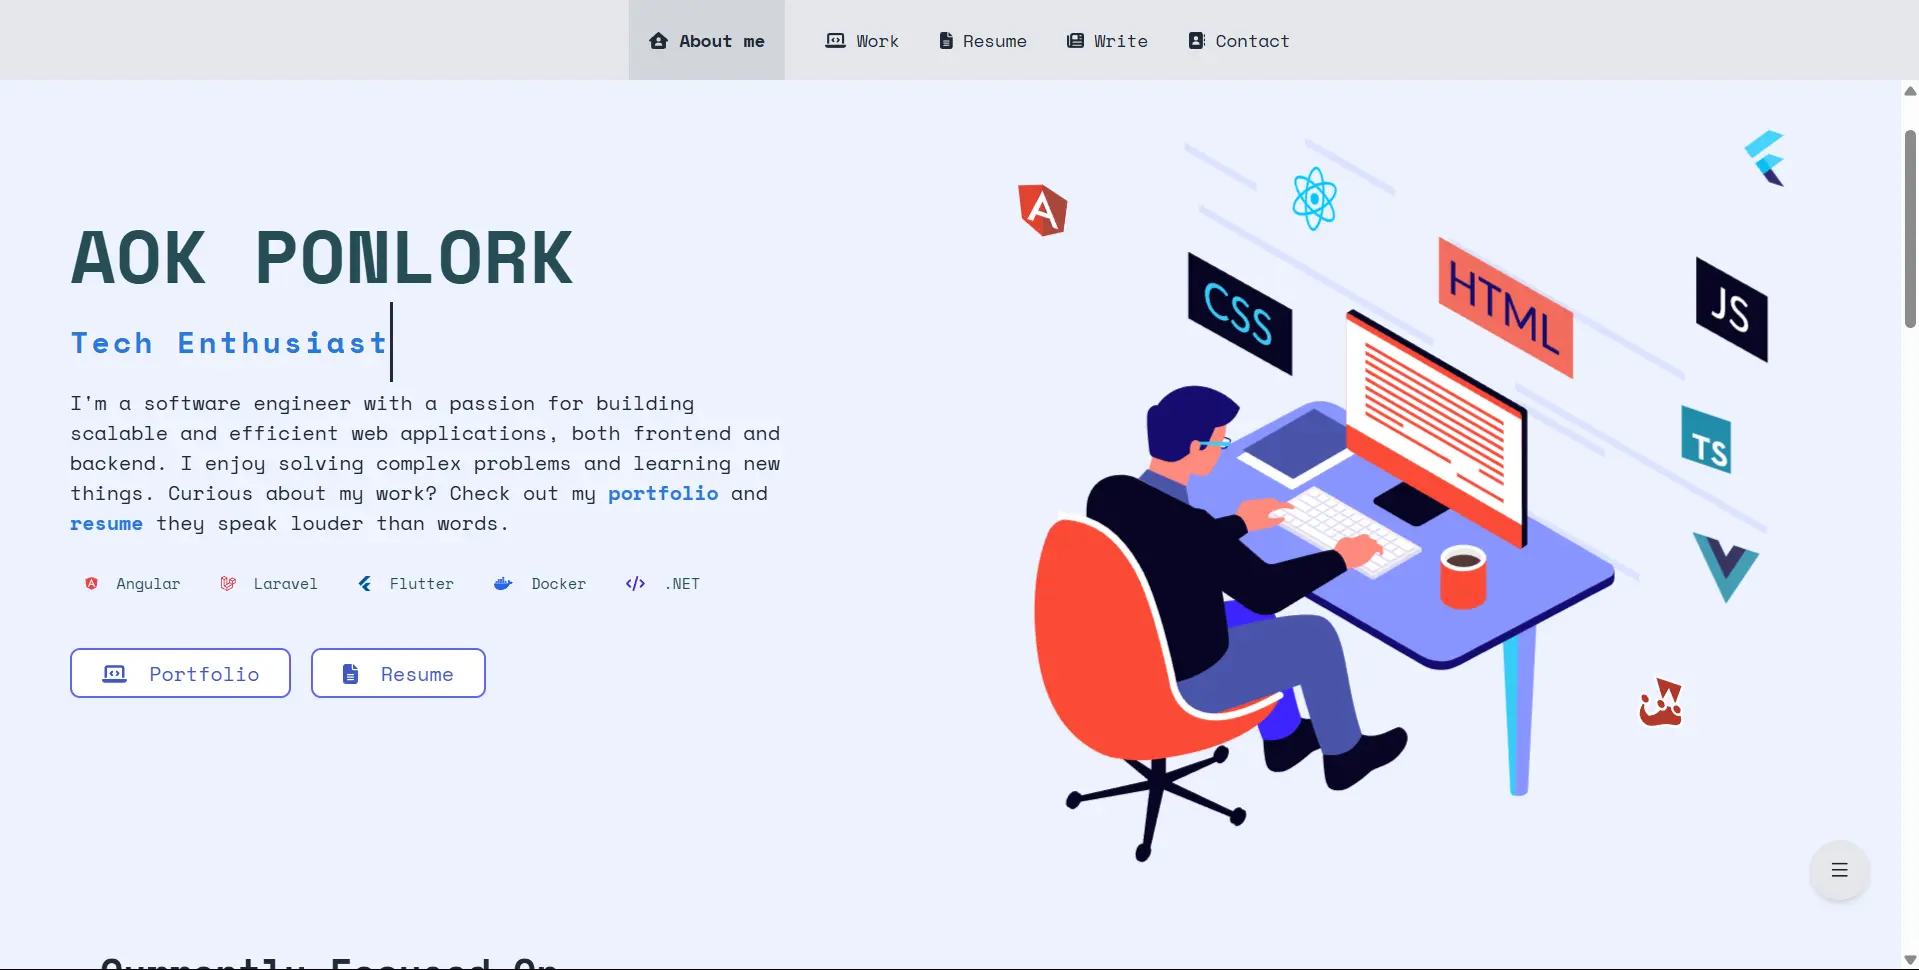 About me
Work
Resume
Write
Contact
AOK PONLORK
Tech Enthusiast
I'm a software engineer with a passion for building
scalable and efficient web applications, both frontend and
backend. I enjoy solving complex problems and learning new
things. Curious about my work? Check out my portfolio and
resume they speak louder than words.
Angular
Laravel
Flutter
Docker
.NET
Portfolio
Resume
CSS
HTML
JS
TS
Currently Focused On